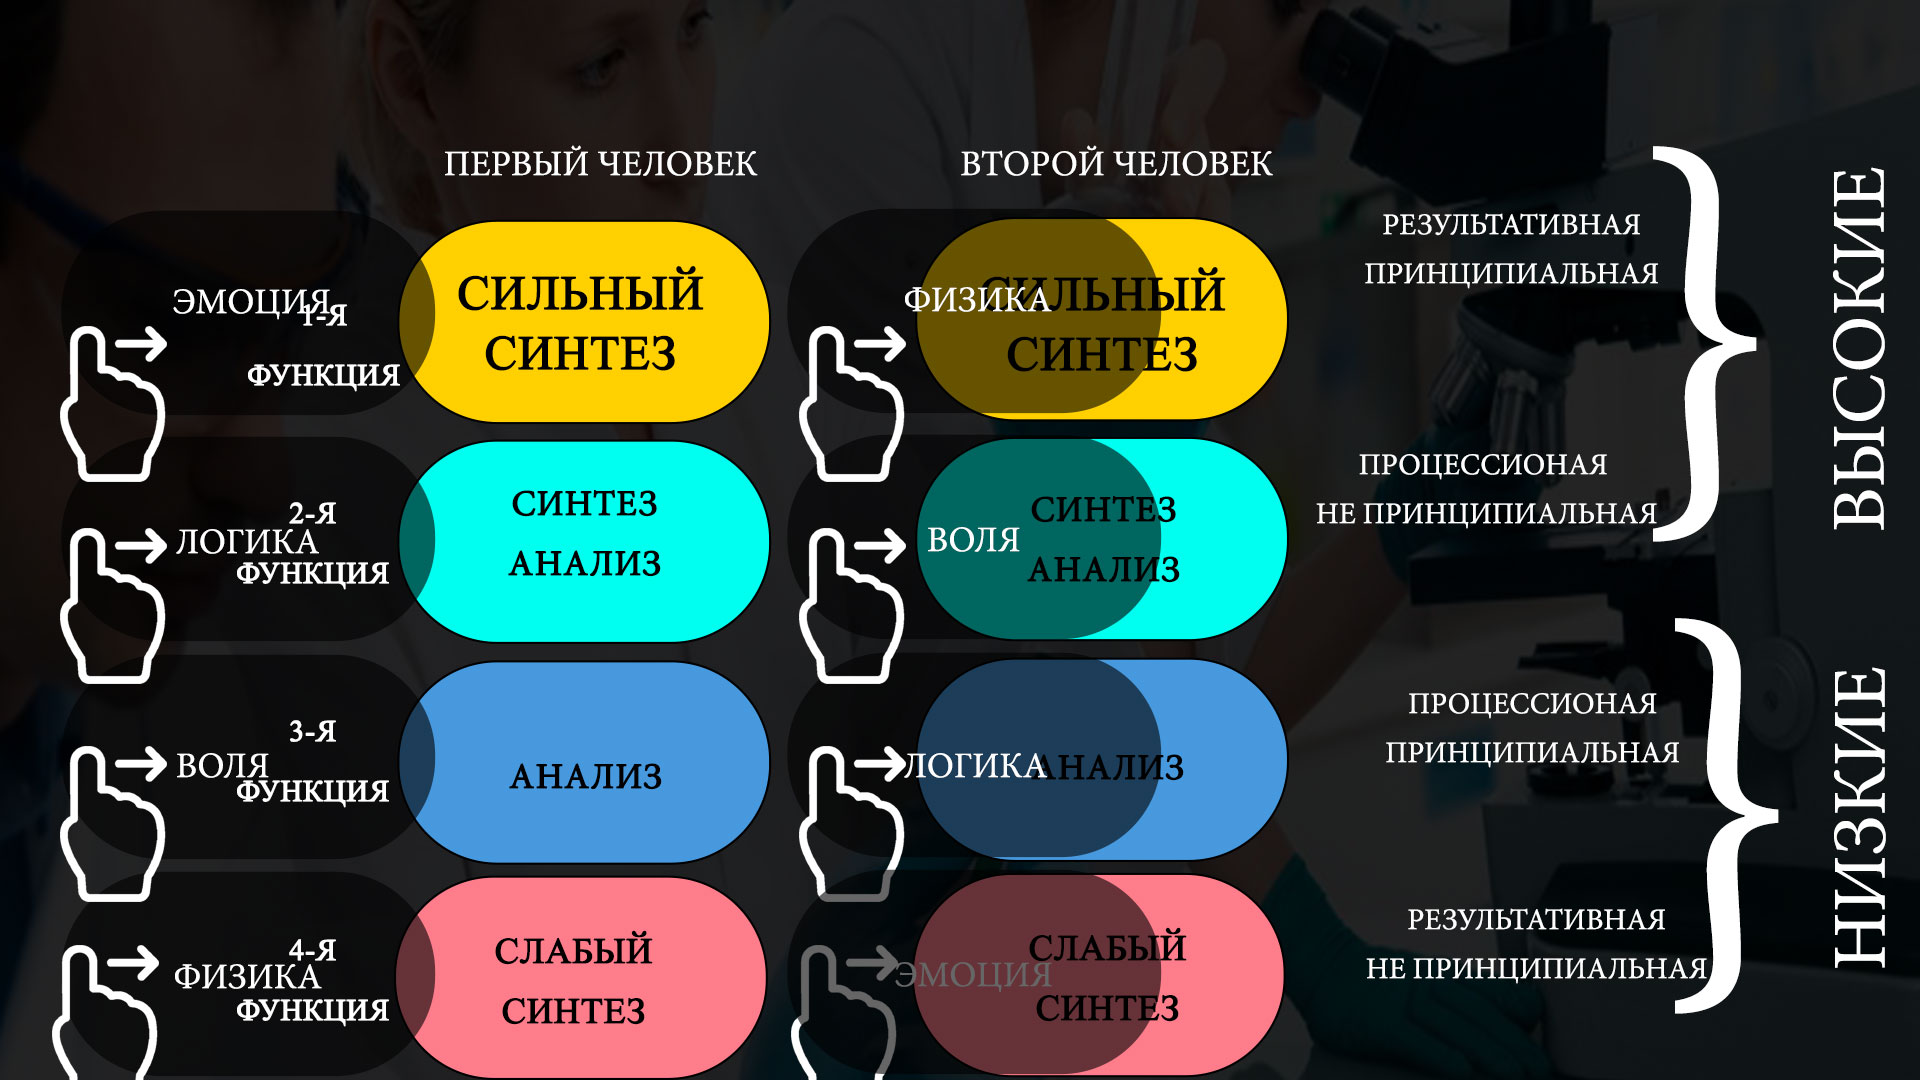 ПЕРВЫЙ ЧЕЛОВЕК
ВТОРОЙ ЧЕЛОВЕК
ЭМОЦИЯ
1-Я
ФУНКЦИЯ
СИЛЬНЫЙ
СИНТЕЗ
ФИЗИКА
СИЛЬНЫЙ
СИНТЕЗ
РЕЗУЛЬТАТИВНАЯ
ПРИНЦИПИАЛЬНАЯ
2-Я
ЛОГИКА
ФУНКЦИЯ
СИНТЕЗ
АНАЛИЗ
ВОЛЯ
СИНТЕЗ
АНАЛИЗ
ПРОЦЕССИОНАЯ
НЕ ПРИНЦИПИАЛЬНАЯ
ВЫСОКИЕ
3-Я
ВОЛЯ
ФУНКЦИЯ
АНАЛИЗ
ЛОГИКА
АНАЛИЗ
ПРОЦЕССИОНАЯ
ПРИНЦИПИАЛЬНАЯ
4-Я
ФИЗИКА
ФУНКЦИЯ
СЛАБЫЙ
СИНТЕЗ
ЭМОЦИЯ
СЛАБЫЙ
СИНТЕЗ
РЕЗУЛЬТАТИВНАЯ
НЕ ПРИНЦИПИАЛЬНАЯ
НИЗКИЕ